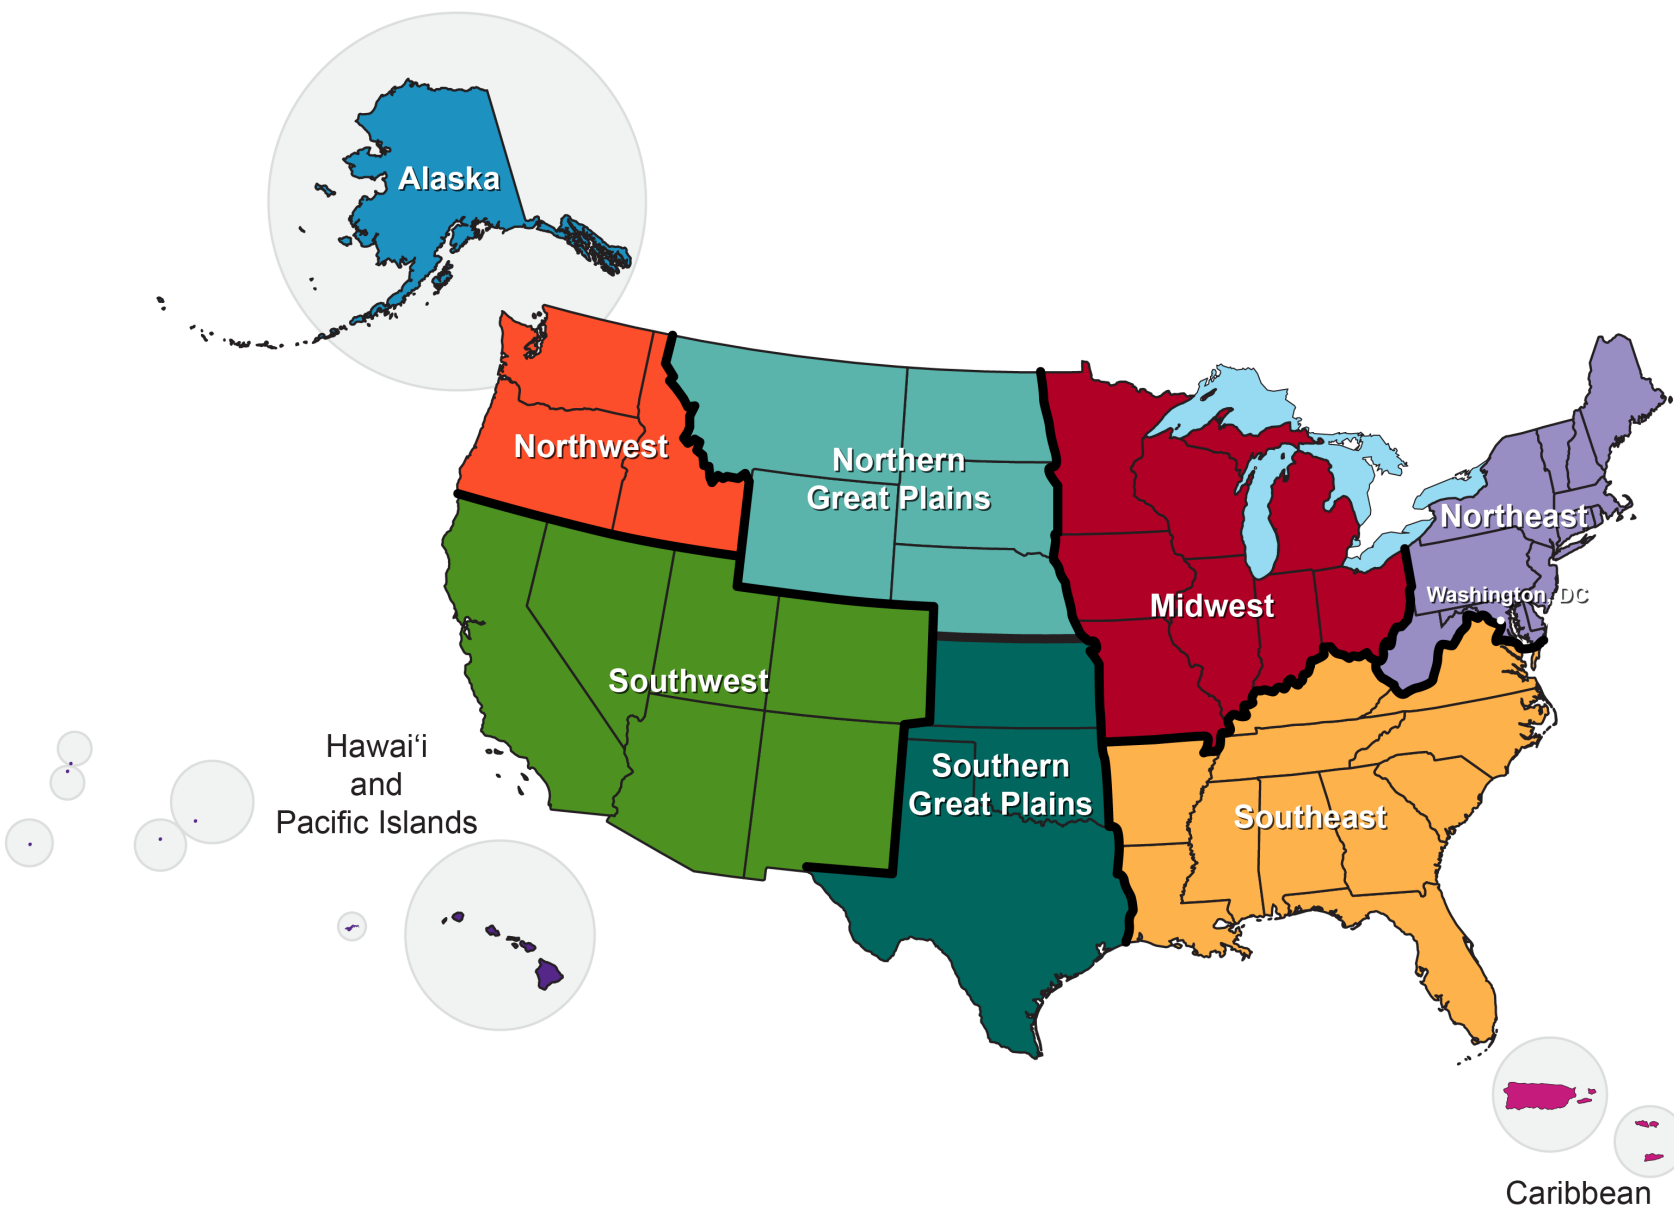 Alaska
Northwest
Northern
Great Plains
Northeast
Washington, DC
Midwest
Southwest
Hawai‘i
and
Pacific Islands
Southern
Great Plains
Southeast
Caribbean